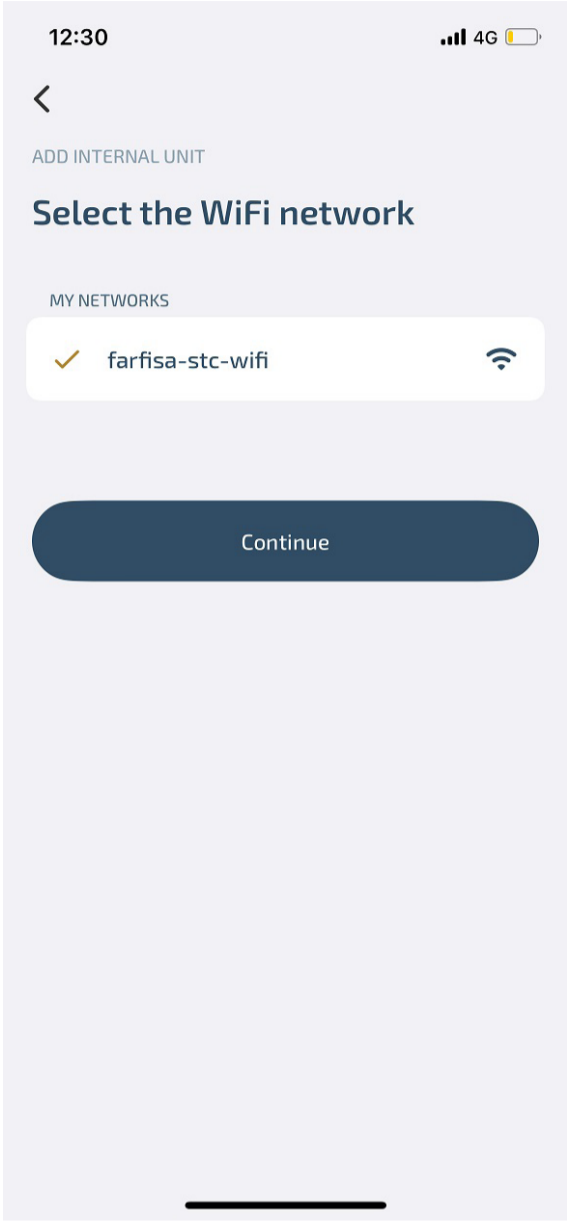 12:30 4G
ADD INTERNAL UNIT
Select the WiFi network
MY NETWORKS
farfisa-stc-wifi
Continue